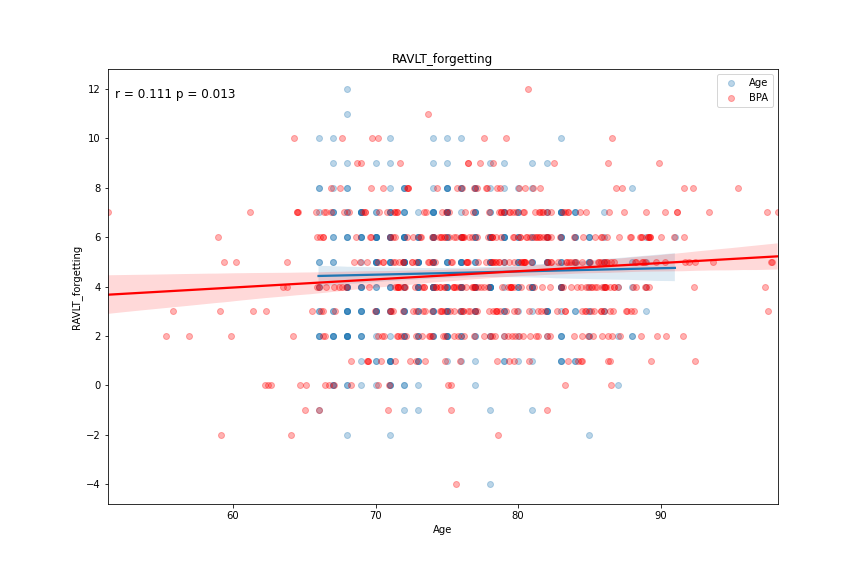 RAVLT_forgetting
r = 0.111 p = 0.013
Age
BPA
12
10
8
6
4
2
0
−2
−4
RAVLT_forgetting
60
70
80
90
Age